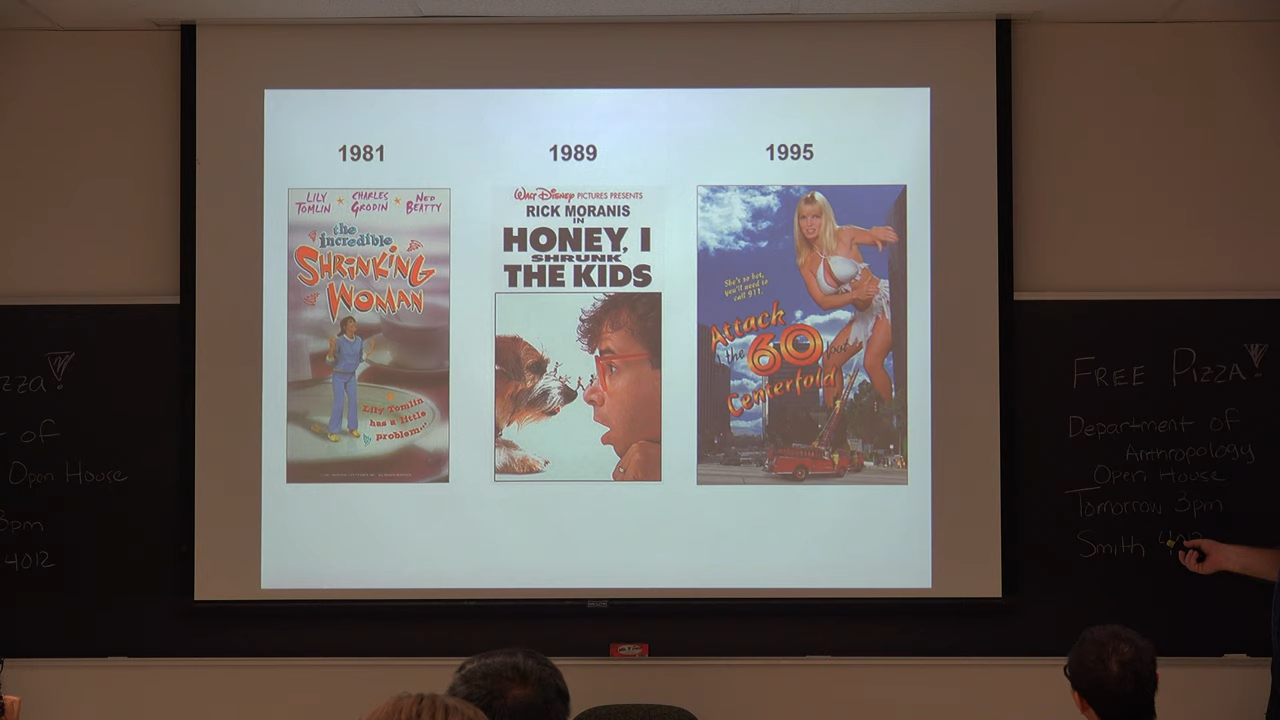 1981
LILY TOMLIN ★ CHARLES GRODIN ★ NED BEATTY
the
incredible
SHRiNKiNG
WOMAN
Lily Tomlin
has a little
problem...
1989
WALT DISNEY PICTURES PRESENTS
RICK MORANIS
IN
HONEY, I
SHRUNK
THE KIDS
1995
She's so hot,
you'll need to
call 911.
Attack
of the 60 foot
Centerfold
zza!
of
Open House
3pm
4012
FREE PIZZA!
Department of
Anthropology
Open House
Tomorrow 3pm
Smith